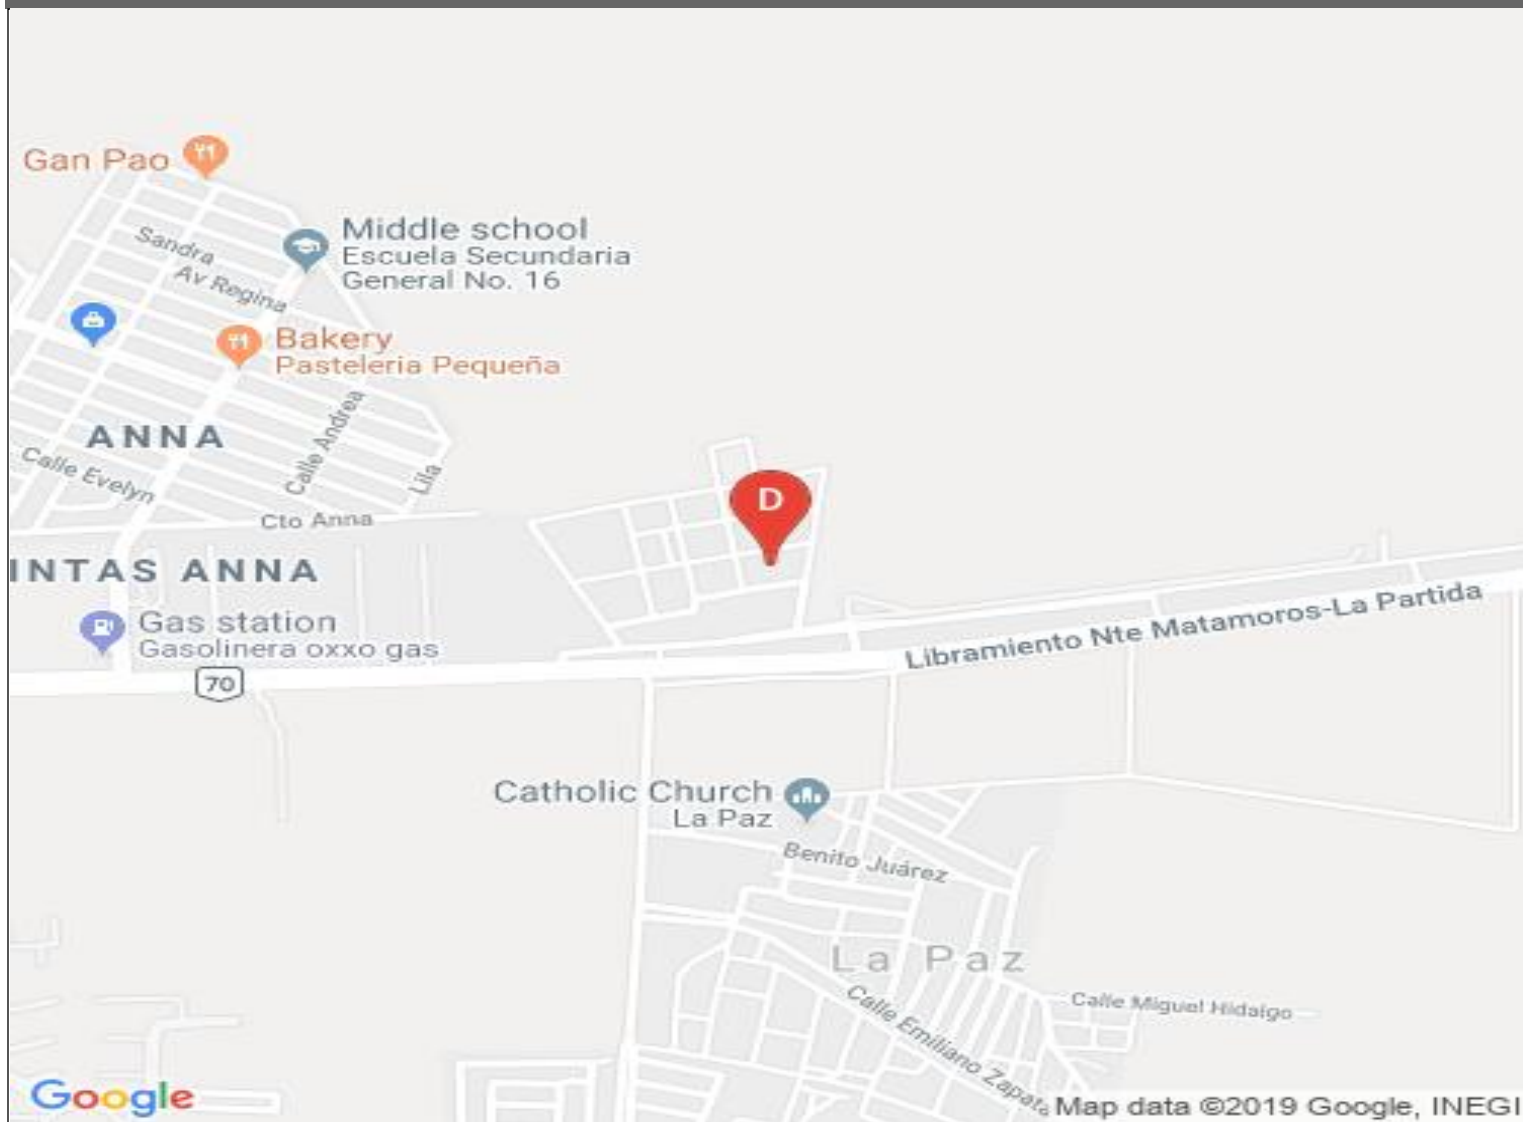 Gan Pao
Middle school
Escuela Secundaria
General No. 16
Sandra
Av Regina
Bakery
Pasteleria Pequeña
Calle Andrea
ANNA
Calle Evelyn
Lila
Cto Anna
D
INTAS ANNA
Gas station
Gasolinera oxxo gas
70
Libramiento Nte Matamoros-La Partida
Catholic Church
La Paz
Benito Juárez
La Paz
Calle Miguel Hidalgo
Calle Emiliano Zapata
Google
Map data ©2019 Google, INEGI